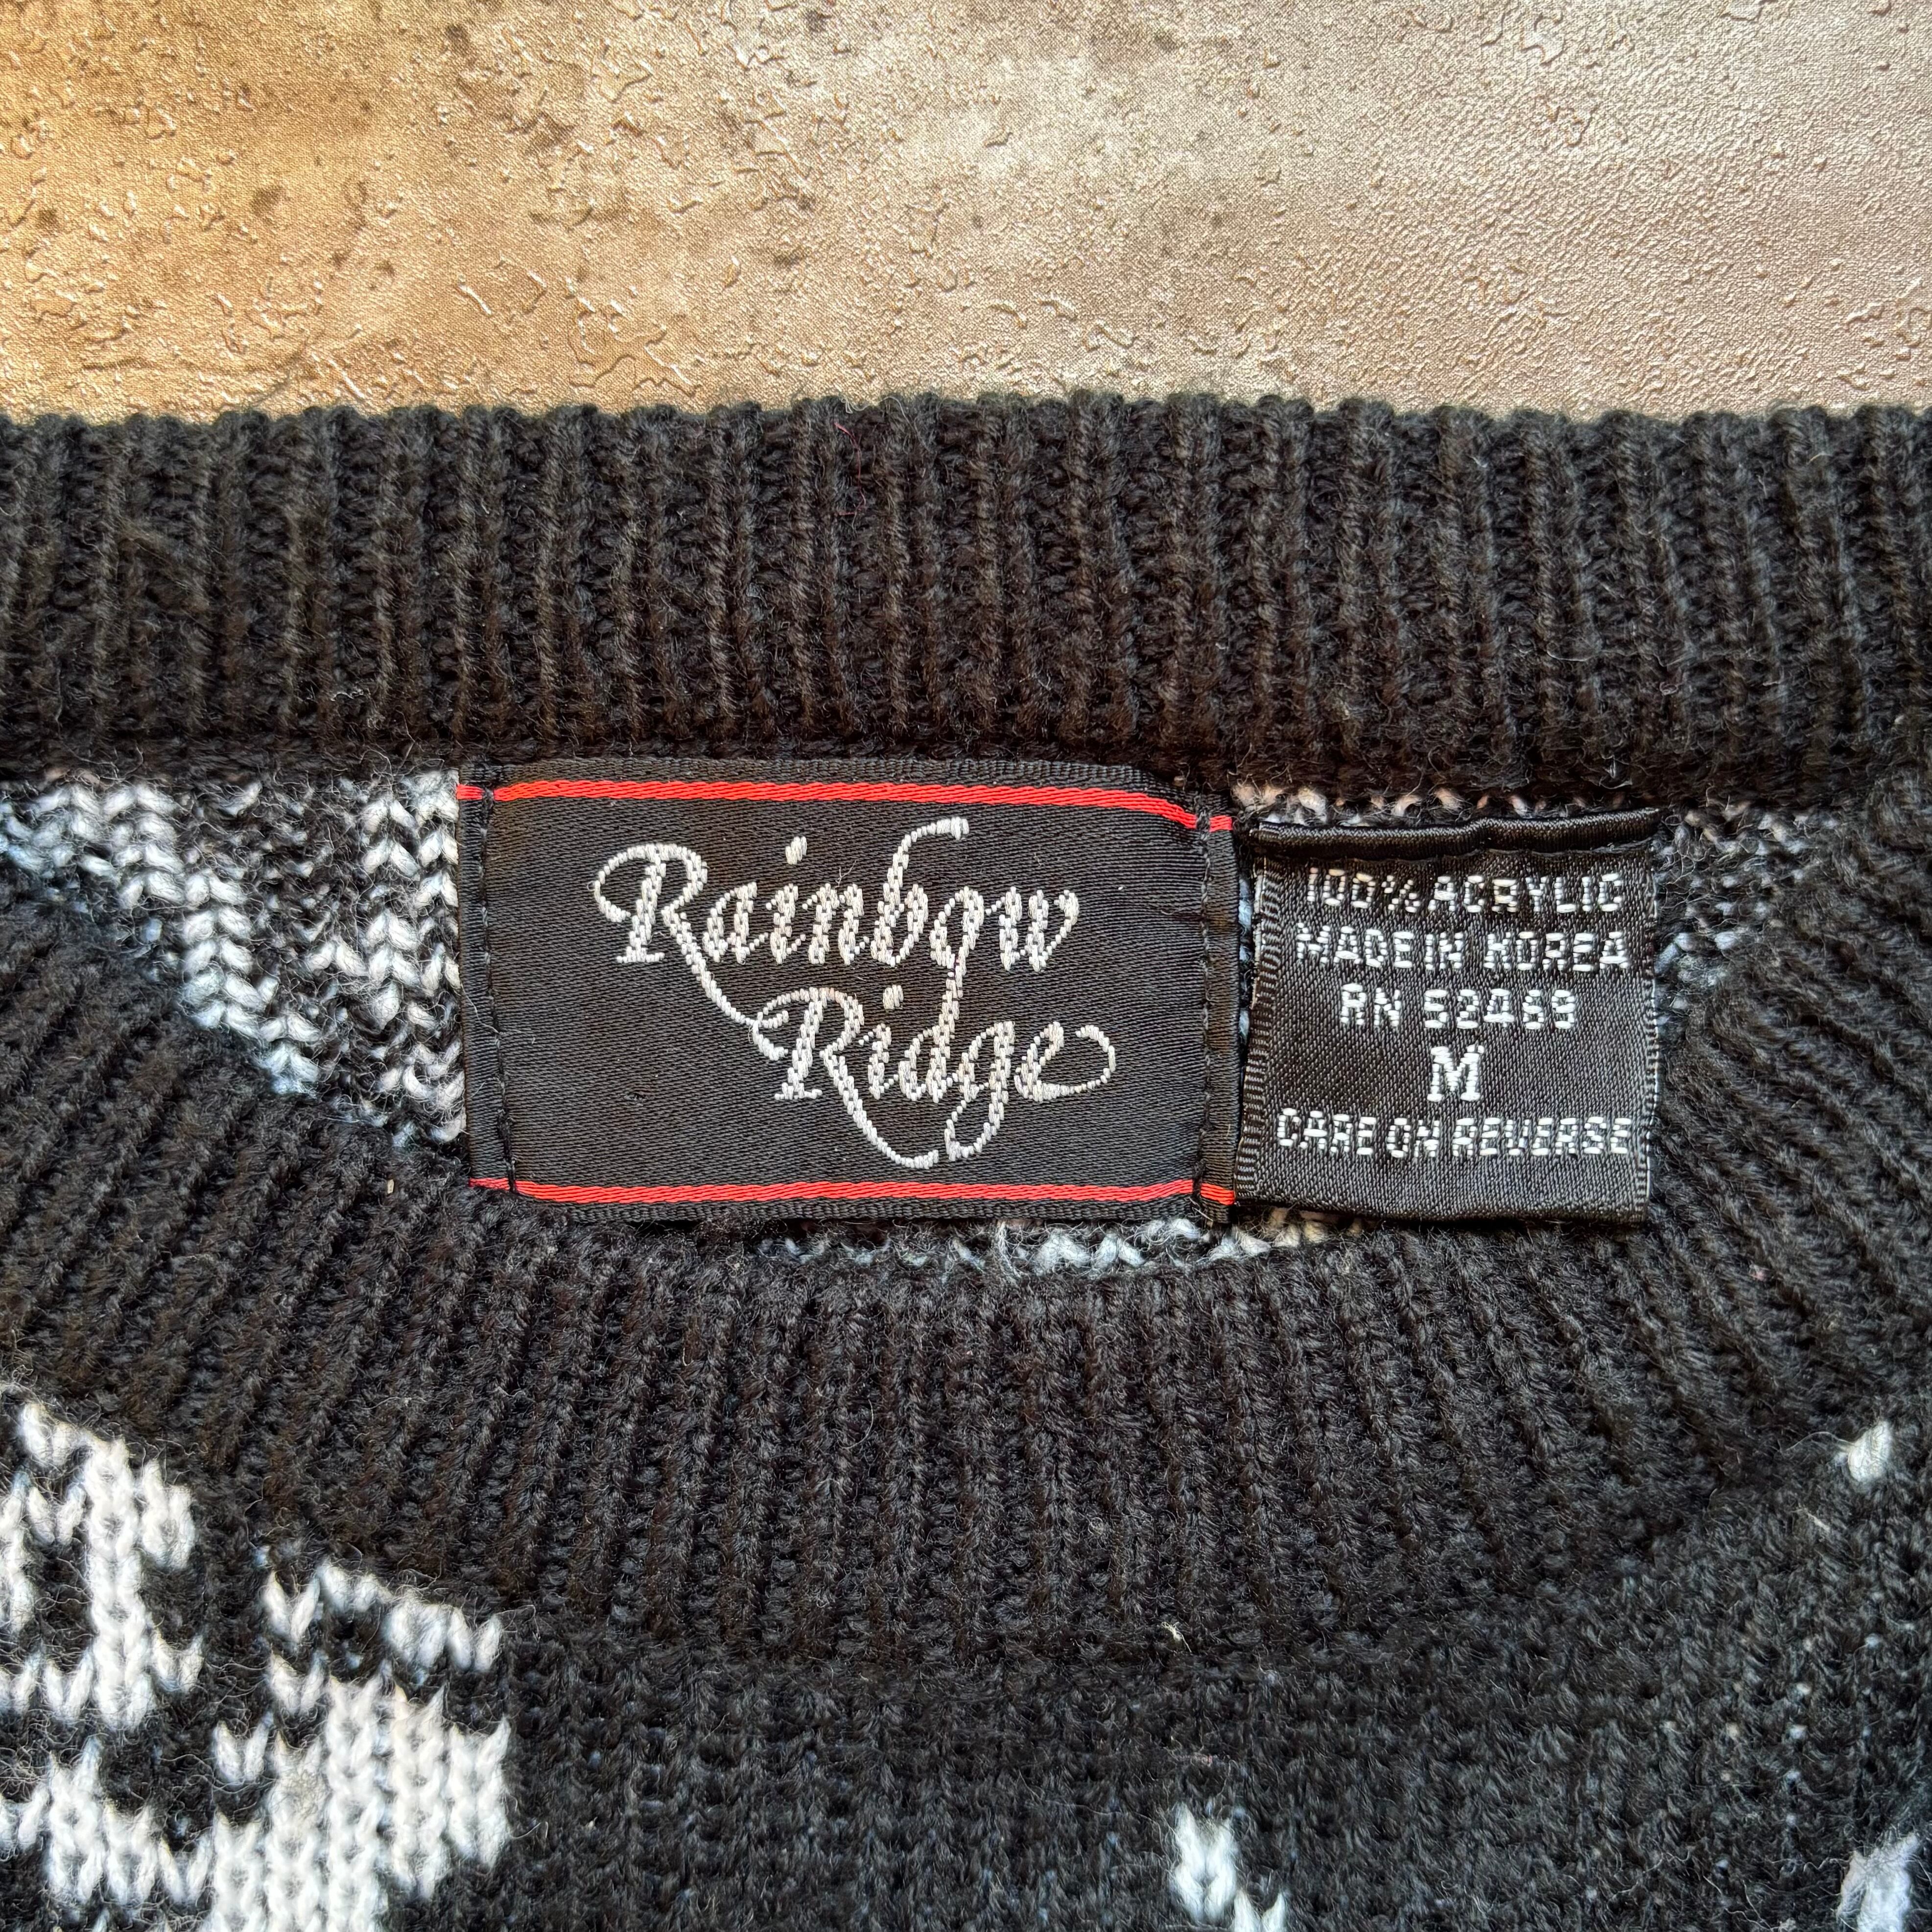 Rainbow
Ridge
100% ACRYLIC
MADE IN KOREA
RN 52469
M
CARE ON REVERSE